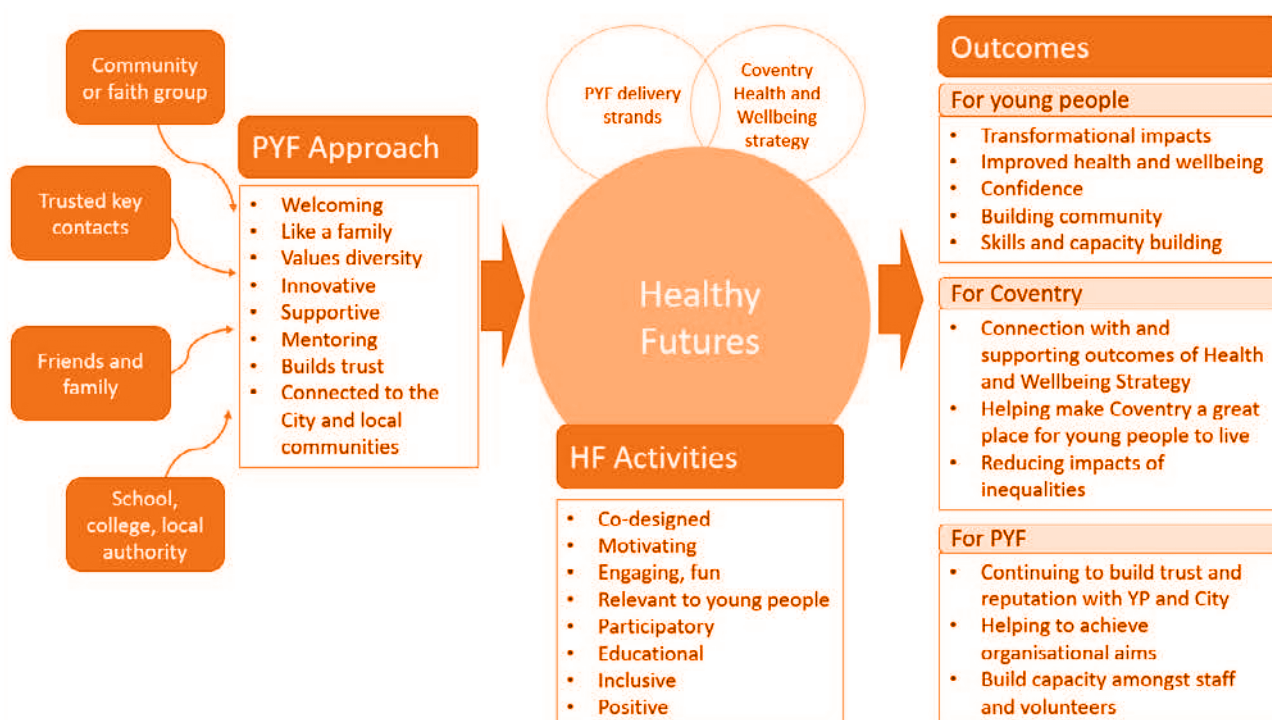 Community
or faith group
Trusted key
contacts
Friends and
family
School,
college, local
authority
PYF Approach
• Welcoming
• Like a family
• Values diversity
• Innovative
• Supportive
• Mentoring
• Builds trust
• Connected to the
City and local
communities
PYF delivery
strands
Coventry
Health and
Wellbeing
strategy
Healthy
Futures
HF Activities
• Co-designed
• Motivating
• Engaging, fun
• Relevant to young people
• Participatory
• Educational
• Inclusive
• Positive
Outcomes
For young people
• Transformational impacts
• Improved health and wellbeing
• Confidence
• Building community
• Skills and capacity building
For Coventry
• Connection with and
supporting outcomes of Health
and Wellbeing Strategy
• Helping make Coventry a great
place for young people to live
• Reducing impacts of
inequalities
For PYF
• Continuing to build trust and
reputation with YP and City
• Helping to achieve
organisational aims
• Build capacity amongst staff
and volunteers